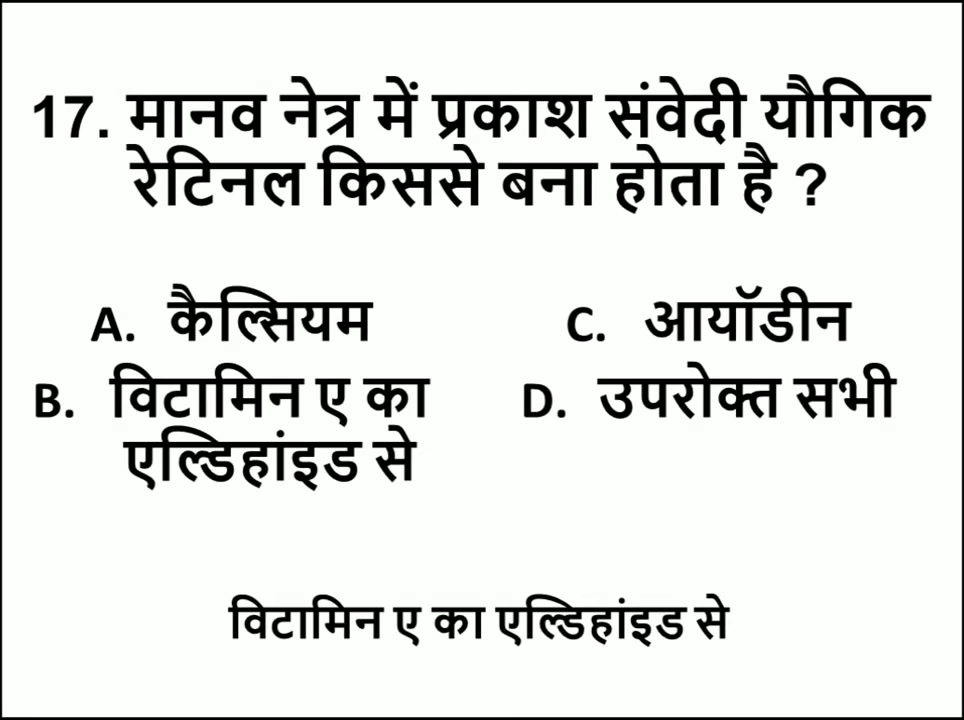 17. मानव नेत्र में प्रकाश संवेदी यौगिक
रेटिनल किससे बना होता है ?
A. कैल्सियम
C. आयॉडीन
B. विटामिन ए का
एल्डिहांइड से
D. उपरोक्त सभी
विटामिन ए का एल्डिहांइड से